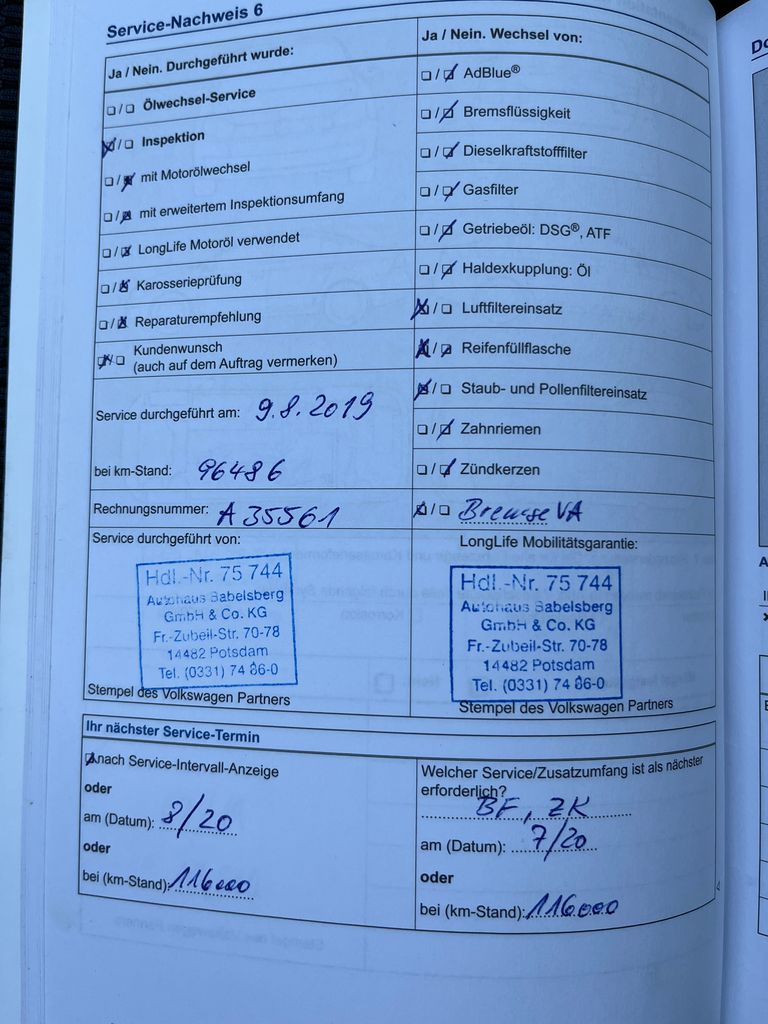 Service-Nachweis 6
Ja / Nein. Durchgeführt wurde:
☐/☐ Ölwechsel-Service
☒/☐ Inspektion
☐/☒ mit Motorölwechsel
☐/☒ mit erweitertem Inspektionsumfang
☐/☒ LongLife Motoröl verwendet
☐/☒ Karosserieprüfung
☐/☒ Reparaturempfehlung
☒/☐ Kundenwunsch
(auch auf dem Auftrag vermerken)
Service durchgeführt am: 9.8.2019
bei km-Stand: 96486
Rechnungsnummer: A 35561
Service durchgeführt von:
Hdl.-Nr. 75 744
Autohaus Babelsberg
GmbH & Co. KG
Fr.-Zubeil-Str. 70-78
14482 Potsdam
Tel. (0331) 74 86-0
Stempel des Volkswagen Partners
Ja / Nein. Wechsel von:
☐/☒ AdBlue®
☐/☒ Bremsflüssigkeit
☐/☒ Dieselkraftstofffilter
☐/☒ Gasfilter
☐/☒ Getriebeöl: DSG®, ATF
☐/☒ Haldexkupplung: Öl
☒/☐ Luftfiltereinsatz
☒/☒ Reifenfüllflasche
☒/☐ Staub- und Pollenfiltereinsatz
☐/☒ Zahnriemen
☐/☒ Zündkerzen
☒/☐ Bremse VA
LongLife Mobilitätsgarantie:
Hdl.-Nr. 75 744
Autohaus Babelsberg
GmbH & Co. KG
Fr.-Zubeil-Str. 70-78
14482 Potsdam
Tel. (0331) 74 86-0
Stempel des Volkswagen Partners
Ihr nächster Service-Termin
☒ nach Service-Intervall-Anzeige
oder
am (Datum): 8/20
oder
bei (km-Stand): 116000
Welcher Service/Zusatzumfang ist als nächster
erforderlich?
BF, ZK
am (Datum): 7/20
oder
bei (km-Stand): 116000